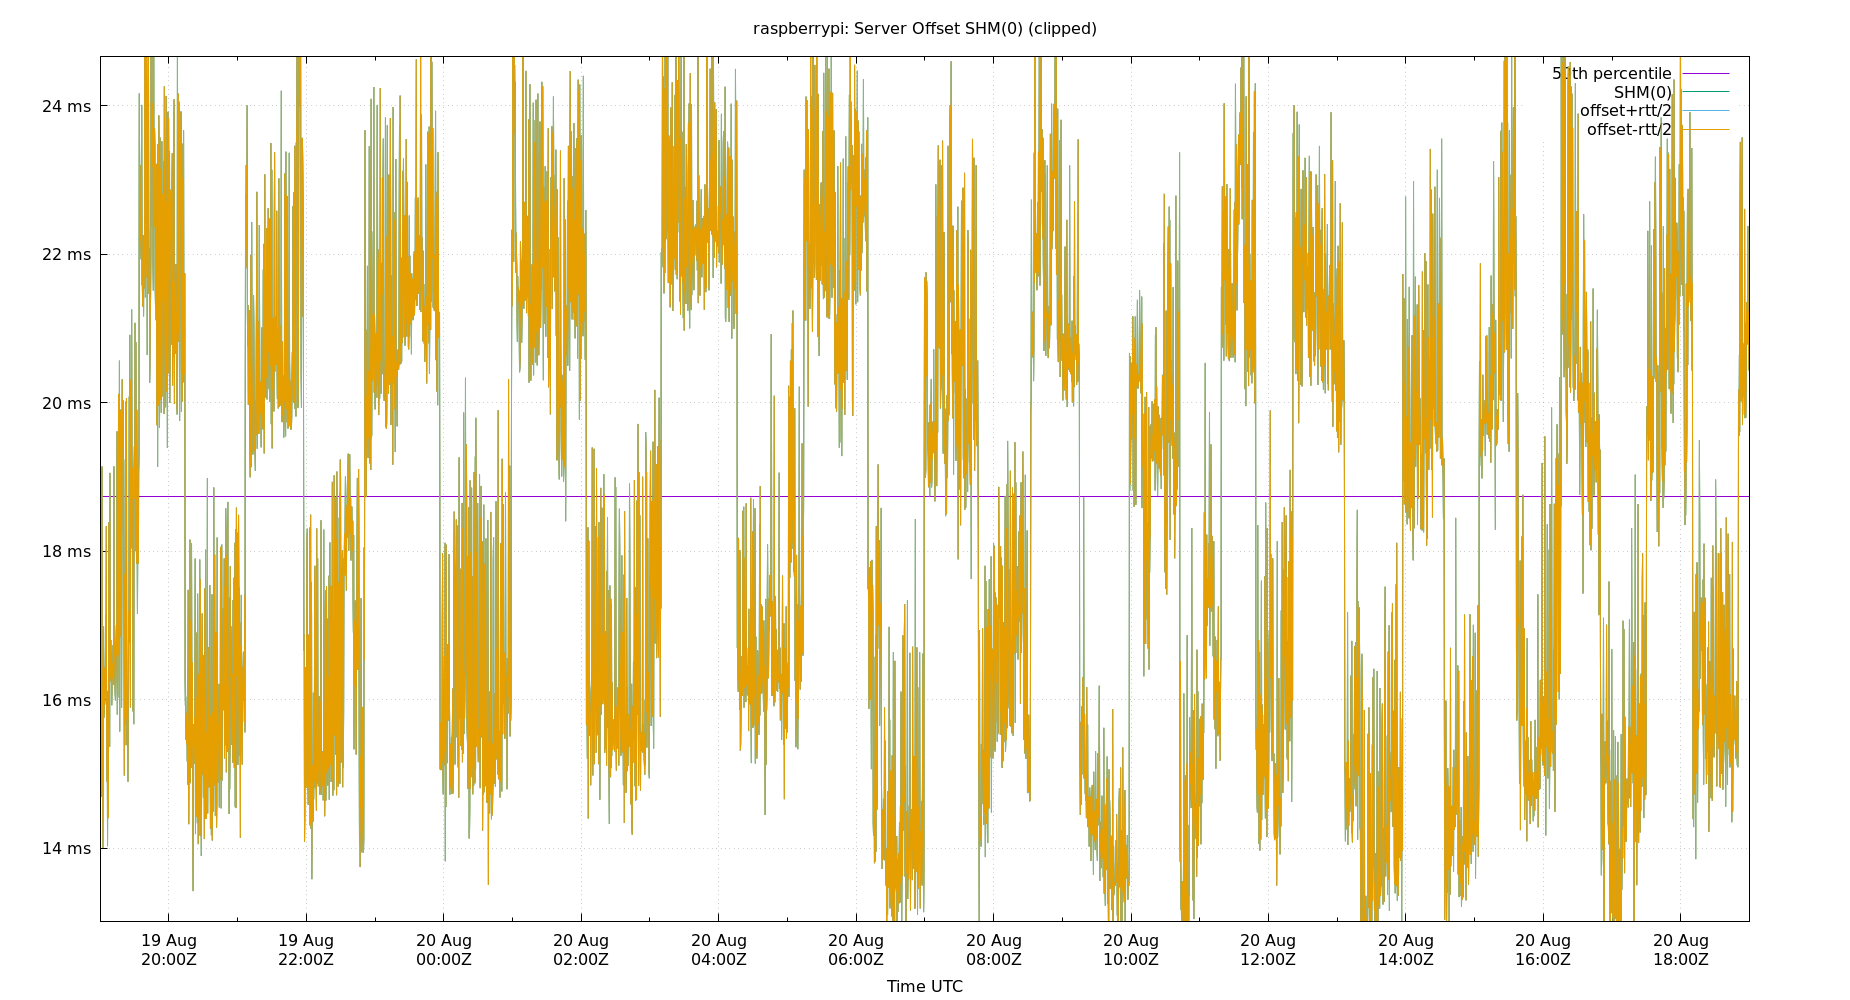 raspberrypi: Server Offset SHM(0) (clipped)
50th percentile
SHM(0)
offset+rtt/2
offset-rtt/2
24 ms
22 ms
20 ms
18 ms
16 ms
14 ms
19 Aug 19 Aug 20 Aug 20 Aug 20 Aug 20 Aug 20 Aug 20 Aug 20 Aug 20 Aug 20 Aug 20 Aug
20:00Z 22:00Z 00:00Z 02:00Z 04:00Z 06:00Z 08:00Z 10:00Z 12:00Z 14:00Z 16:00Z 18:00Z
Time UTC